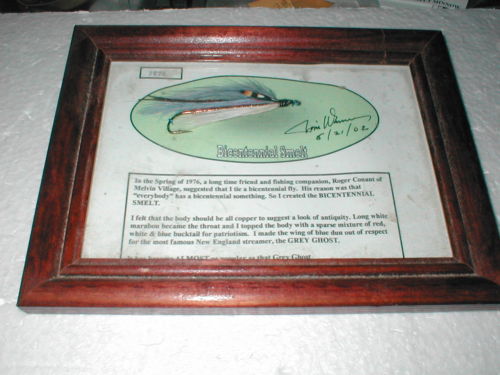 1976
Bicentennial Smelt
5/21/02
In the Spring of 1976, a long time friend and fishing companion, Roger Conant of
Melvin Village, suggested that I tie a bicentennial fly. His reason was that
"everybody" has a bicentennial something. So I created the BICENTENNIAL
SMELT.
I felt that the body should be all copper to suggest a look of antiquity. Long white
marabou became the throat and I topped the body with a sparse mixture of red,
white & blue bucktail for patriotism. I made the wing of blue dun out of respect
for the most famous New England streamer, the GREY GHOST.
ALMOST as popular as that Grey Ghost
MINNOW